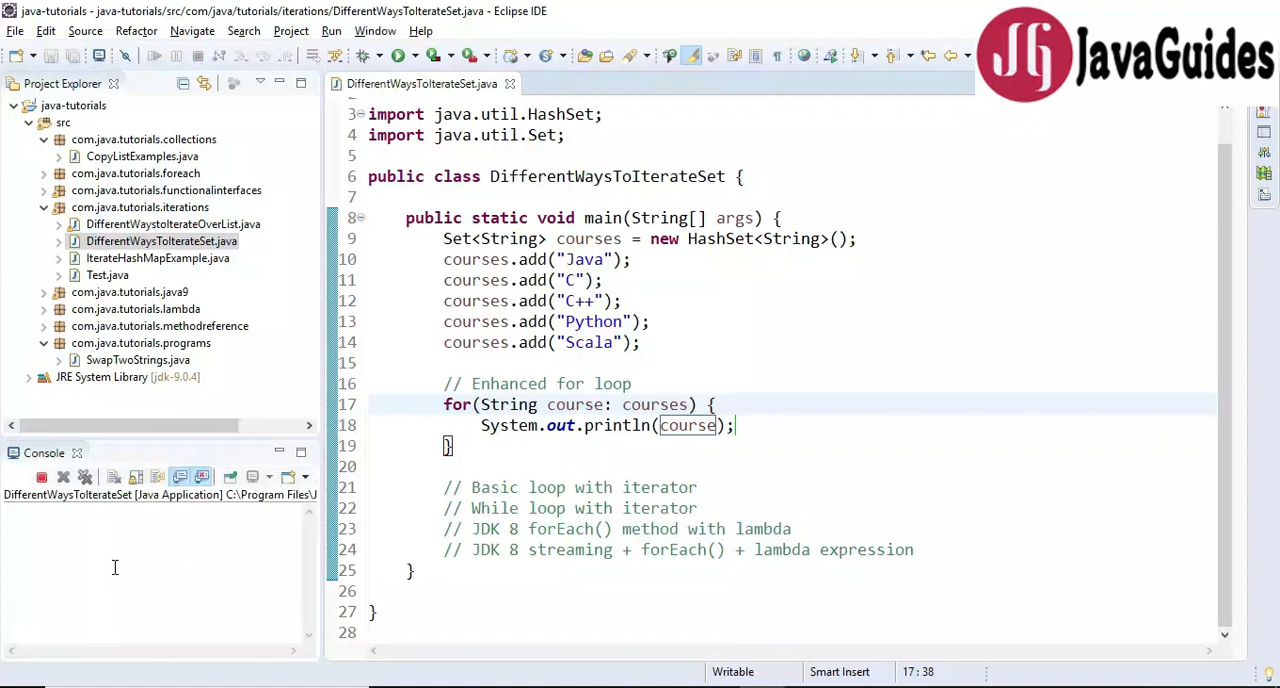 java-tutorials - java-tutorials/src/com/java/tutorials/iterations/DifferentWaysToIterateSet.java - Eclipse IDE
File Edit Source Refactor Navigate Search Project Run Window Help
JavaGuides
Project Explorer
java-tutorials
src
com.java.tutorials.collections
CopyListExamples.java
com.java.tutorials.foreach
com.java.tutorials.functionalinterfaces
com.java.tutorials.iterations
DifferentWaystoIterateOverList.java
DifferentWaysToIterateSet.java
IterateHashMapExample.java
Test.java
com.java.tutorials.java9
com.java.tutorials.lambda
com.java.tutorials.methodreference
com.java.tutorials.programs
SwapTwoStrings.java
JRE System Library [jdk-9.0.4]
Console
DifferentWaysToIterateSet [Java Application] C:\Program Files\J
DifferentWaysToIterateSet.java
3 import java.util.HashSet;
4 import java.util.Set;
5
6 public class DifferentWaysToIterateSet {
7
8 public static void main(String[] args) {
9 Set<String> courses = new HashSet<String>();
10 courses.add("Java");
11 courses.add("C");
12 courses.add("C++");
13 courses.add("Python");
14 courses.add("Scala");
15
16 // Enhanced for loop
17 for(String course: courses) {
18 System.out.println(course);
19 }
20
21 // Basic loop with iterator
22 // While loop with iterator
23 // JDK 8 forEach() method with lambda
24 // JDK 8 streaming + forEach() + lambda expression
25 }
26
27 }
28
Writable Smart Insert 17:38